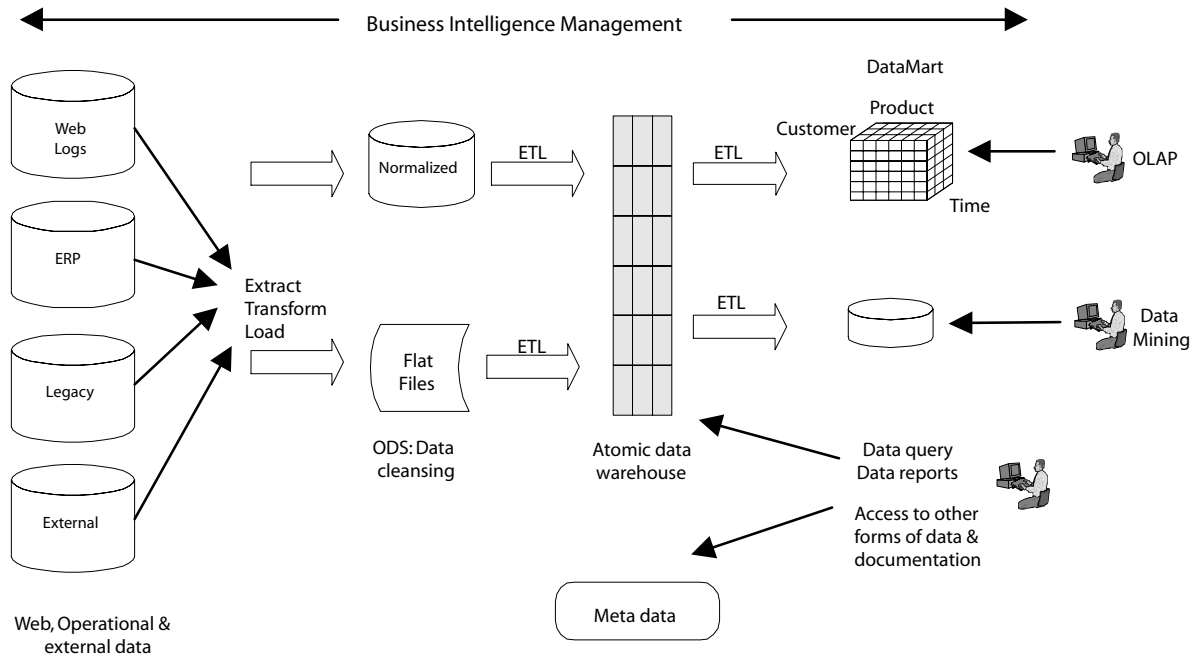 Business Intelligence Management
Web
Logs
ERP
Legacy
External
Web, Operational &
external data
Extract
Transform
Load
Normalized
Flat
Files
ODS: Data
cleansing
ETL
ETL
Atomic data
warehouse
ETL
ETL
DataMart
Product
Customer
Time
OLAP
Data
Mining
Data query
Data reports
Access to other
forms of data &
documentation
Meta data